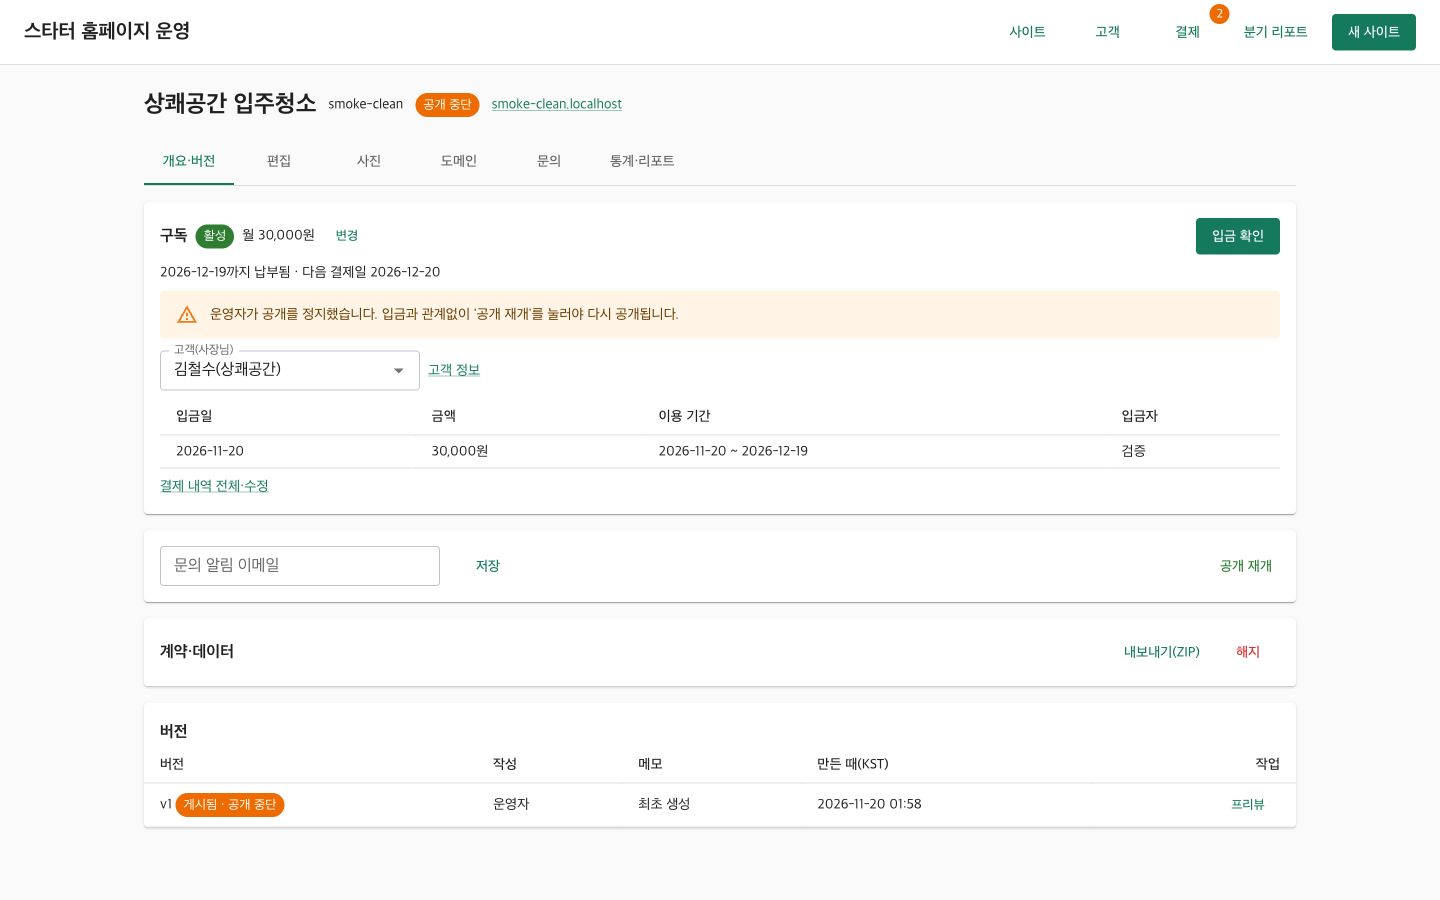 스타터 홈페이지 운영 사이트 고객 결제 2 분기 리포트 새 사이트
상쾌공간 입주청소 smoke-clean 공개 중단 smoke-clean.localhost
개요·버전 편집 사진 도메인 문의 통계·리포트
구독 활성 월 30,000원 변경 입금 확인
2026-12-19까지 납부됨 · 다음 결제일 2026-12-20
운영자가 공개를 정지했습니다. 입금과 관계없이 '공개 재개'를 눌러야 다시 공개됩니다.
고객(사장님)
김철수(상쾌공간) 고객 정보
입금일 금액 이용 기간 입금자
2026-11-20 30,000원 2026-11-20 ~ 2026-12-19 검증
결제 내역 전체·수정
문의 알림 이메일 저장 공개 재개
계약·데이터 내보내기(ZIP) 해지
버전
버전 작성 메모 만든 때(KST) 작업
v1 게시됨 · 공개 중단 운영자 최초 생성 2026-11-20 01:58 프리뷰